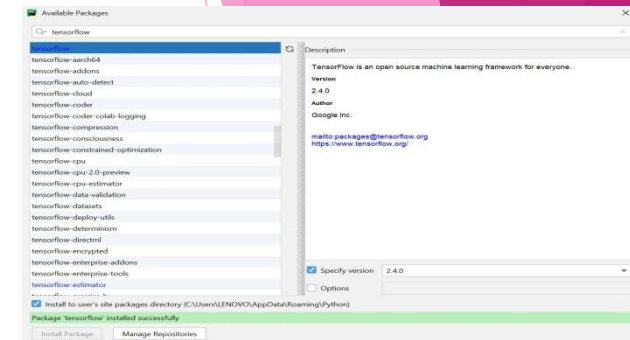 Available Packages
tensorflow
tensorflow
tensorflow-aarch64
tensorflow-addons
tensorflow-auto-detect
tensorflow-cloud
tensorflow-coder
tensorflow-coder-colab-logging
tensorflow-compression
tensorflow-consciousness
tensorflow-constrained-optimization
tensorflow-cpu
tensorflow-cpu-2.0-preview
tensorflow-cpu-estimator
tensorflow-data-validation
tensorflow-datasets
tensorflow-deploy-utils
tensorflow-determinism
tensorflow-directml
tensorflow-encrypted
tensorflow-enterprise-addons
tensorflow-enterprise-tools
tensorflow-estimator
Description
TensorFlow is an open source machine learning framework for everyone.
Version
2.4.0
Author
Google Inc.
mailto:packages@tensorflow.org
https://www.tensorflow.org/
Specify version 2.4.0
Options
Install to user's site packages directory (C:\Users\LENOVO\AppData\Roaming\Python)
Package 'tensorflow' installed successfully
Install Package Manage Repositories